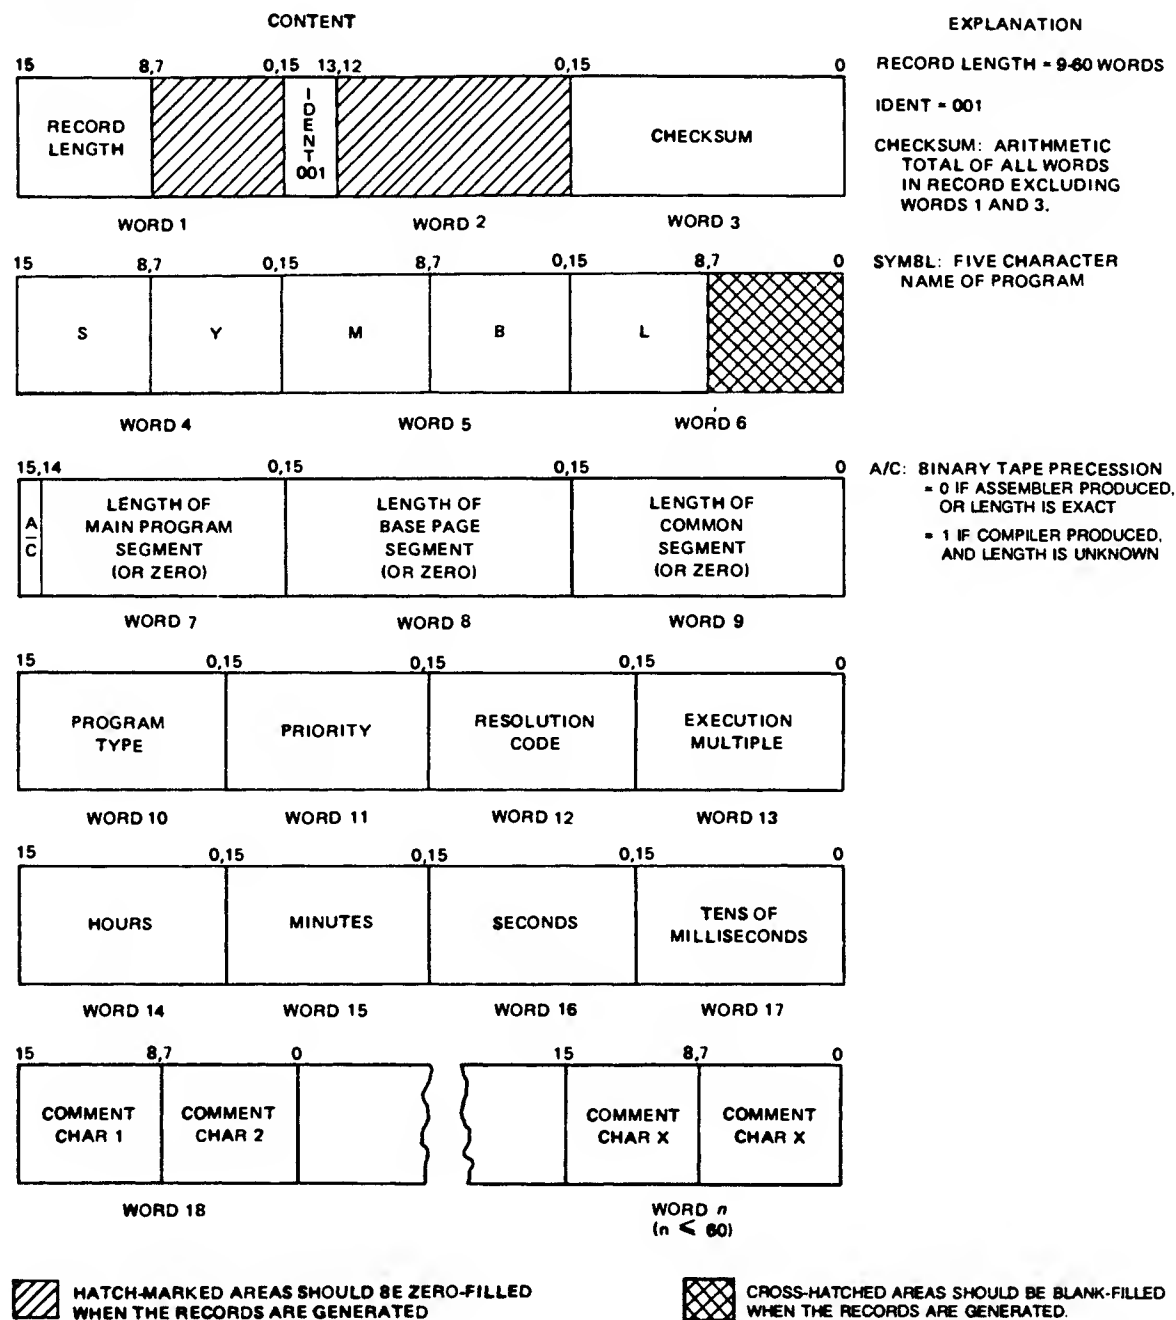 CONTENT
EXPLANATION
15 8,7 0,15 13,12 0,15 0
RECORD LENGTH = 9-60 WORDS
IDENT = 001
RECORD
LENGTH
IDENT
001
CHECKSUM
CHECKSUM: ARITHMETIC
TOTAL OF ALL WORDS
IN RECORD EXCLUDING
WORDS 1 AND 3.
WORD 1 WORD 2 WORD 3
15 8,7 0,15 8,7 0,15 8,7 0
SYMBL: FIVE CHARACTER
NAME OF PROGRAM
S Y M B L
WORD 4 WORD 5 WORD 6
15,14 0,15 0,15 0
A/C: BINARY TAPE PRECESSION
= 0 IF ASSEMBLER PRODUCED,
OR LENGTH IS EXACT
= 1 IF COMPILER PRODUCED,
AND LENGTH IS UNKNOWN
A
C
LENGTH OF
MAIN PROGRAM
SEGMENT
(OR ZERO)
LENGTH OF
BASE PAGE
SEGMENT
(OR ZERO)
LENGTH OF
COMMON
SEGMENT
(OR ZERO)
WORD 7 WORD 8 WORD 9
15 0,15 0,15 0,15 0
PROGRAM
TYPE
PRIORITY
RESOLUTION
CODE
EXECUTION
MULTIPLE
WORD 10 WORD 11 WORD 12 WORD 13
15 0,15 0,15 0,15 0
HOURS
MINUTES
SECONDS
TENS OF
MILLISECONDS
WORD 14 WORD 15 WORD 16 WORD 17
15 8,7 0 15 8,7 0
COMMENT
CHAR 1
COMMENT
CHAR 2
COMMENT
CHAR X
COMMENT
CHAR X
WORD 18
WORD n
(n ⩽ 60)
HATCH-MARKED AREAS SHOULD BE ZERO-FILLED
WHEN THE RECORDS ARE GENERATED
CROSS-HATCHED AREAS SHOULD BE BLANK-FILLED
WHEN THE RECORDS ARE GENERATED.